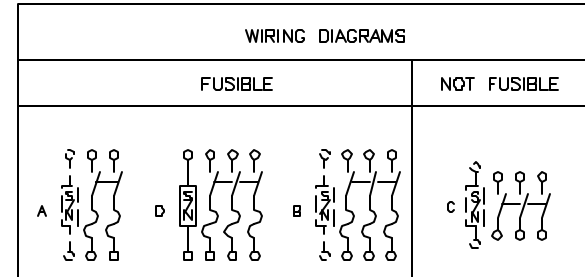 WIRING DIAGRAMS
FUSIBLE NOT FUSIBLE
A S/N D S/N B S/N C S/N